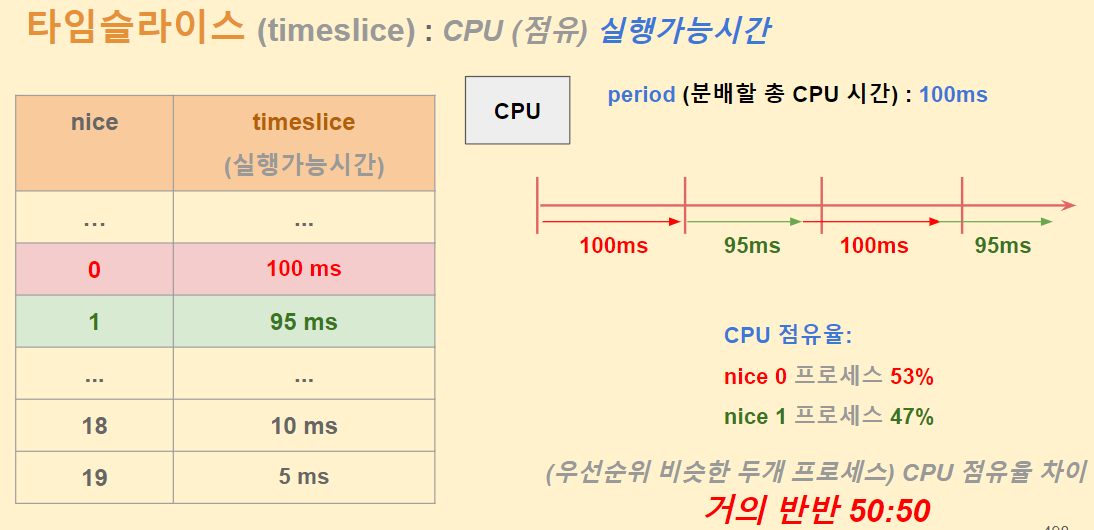 타임슬라이스 (timeslice) : CPU (점유) 실행가능시간
CPU
period (분배할 총 CPU 시간) : 100ms
nice timeslice
(실행가능시간)
... ...
0 100 ms
1 95 ms
... ...
18 10 ms
19 5 ms
100ms 95ms 100ms 95ms
CPU 점유율:
nice 0 프로세스 53%
nice 1 프로세스 47%
(우선순위 비슷한 두개 프로세스) CPU 점유율 차이
거의 반반 50:50